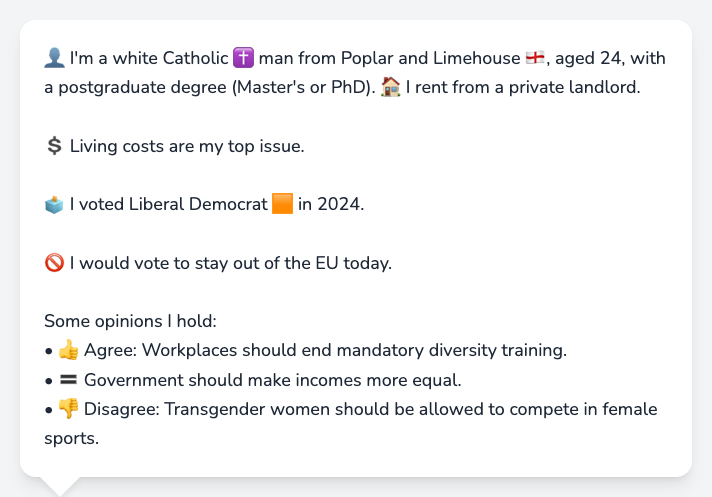 👤 I'm a white Catholic ✝️ man from Poplar and Limehouse 🏴󠁧󠁢󠁥󠁮󠁧󠁿, aged 24, with
a postgraduate degree (Master's or PhD). 🏠 I rent from a private landlord.
💲 Living costs are my top issue.
🗳️ I voted Liberal Democrat 🟧 in 2024.
🚫 I would vote to stay out of the EU today.
Some opinions I hold:
• 👍 Agree: Workplaces should end mandatory diversity training.
• 🟰 Government should make incomes more equal.
• 👎 Disagree: Transgender women should be allowed to compete in female
sports.